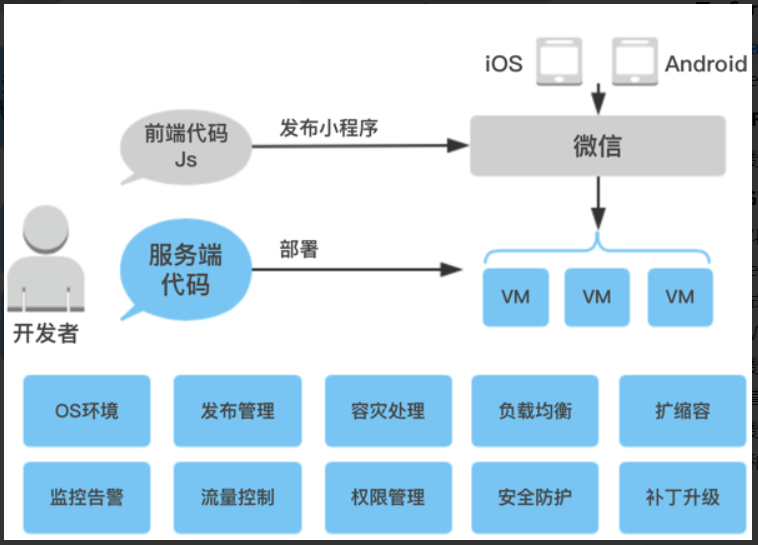 iOS
Android
前端代码
Js
发布小程序
微信
服务端
代码
部署
VM
VM
VM
开发者
OS环境
发布管理
容灾处理
负载均衡
扩缩容
监控告警
流量控制
权限管理
安全防护
补丁升级